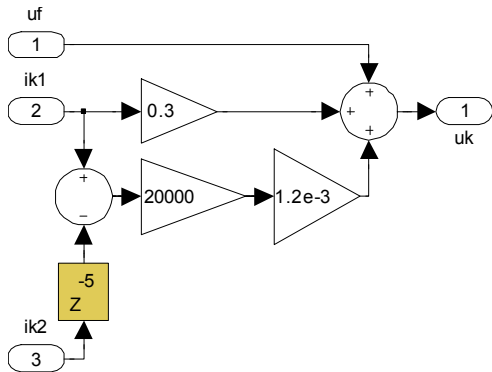 uf
1
ik1
2
0.3
+
+
+
1
uk
+
−
20000
1.2e-3
-5
Z
ik2
3